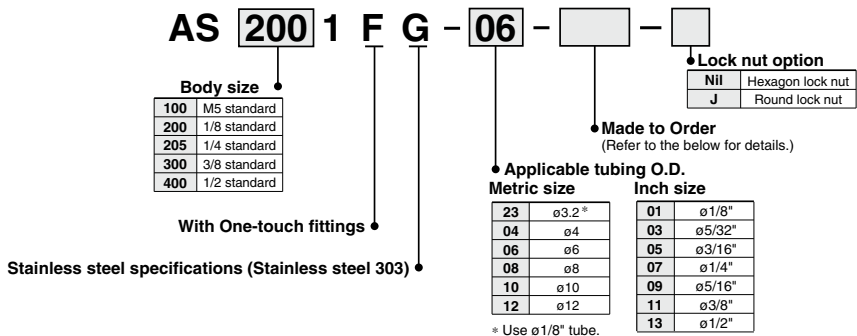 AS 200 1 F G – 06 – –
Lock nut option
Nil Hexagon lock nut
J Round lock nut
Body size
100 M5 standard
200 1/8 standard
205 1/4 standard
300 3/8 standard
400 1/2 standard
Made to Order
(Refer to the below for details.)
Applicable tubing O.D.
Metric size
23 ø3.2*
04 ø4
06 ø6
08 ø8
10 ø10
12 ø12
* Use ø1/8" tube.
Inch size
01 ø1/8"
03 ø5/32"
05 ø3/16"
07 ø1/4"
09 ø5/16"
11 ø3/8"
13 ø1/2"
With One-touch fittings
Stainless steel specifications (Stainless steel 303)